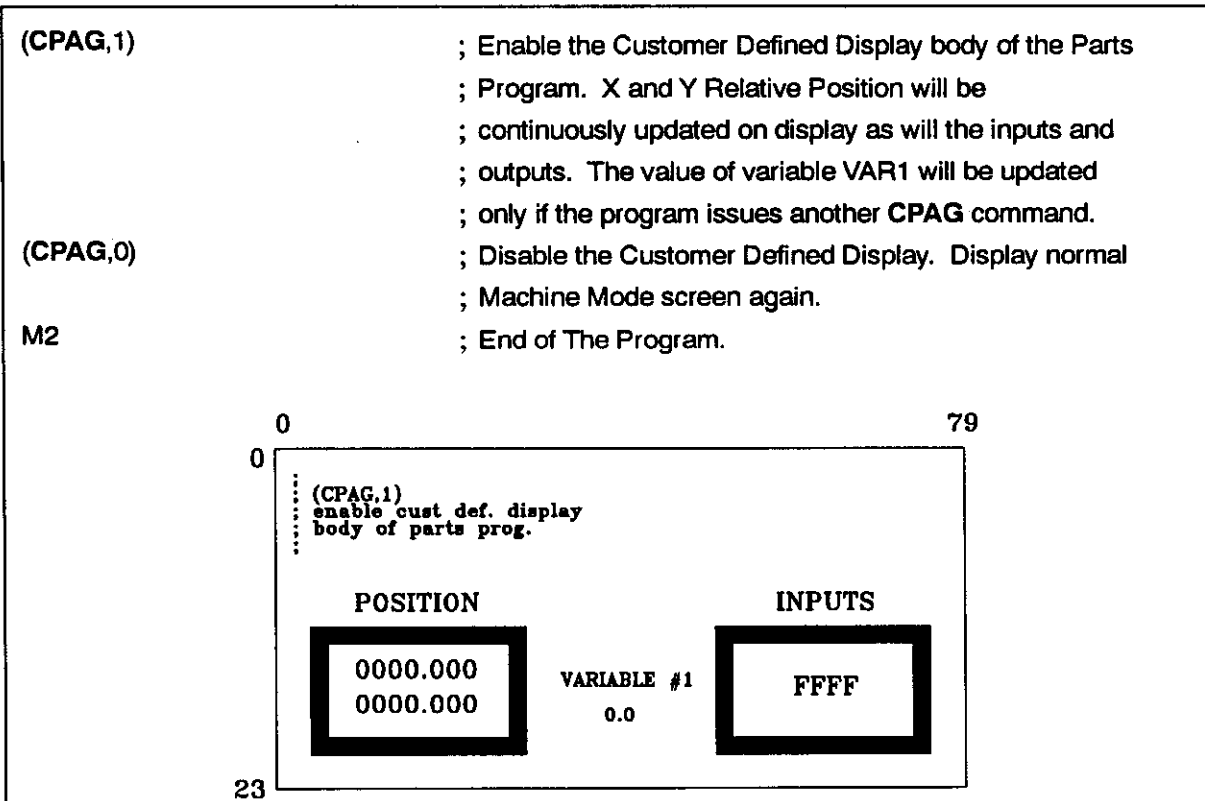 (CPAG,1) ; Enable the Customer Defined Display body of the Parts
; Program. X and Y Relative Position will be
; continuously updated on display as will the inputs and
; outputs. The value of variable VAR1 will be updated
; only if the program issues another CPAG command.
(CPAG,0) ; Disable the Customer Defined Display. Display normal
; Machine Mode screen again.
M2 ; End of The Program.
0 79
0
(CPAG,1)
enable cust def. display
body of parts prog.
POSITION INPUTS
0000.000
0000.000
VARIABLE #1
0.0
FFFF
23